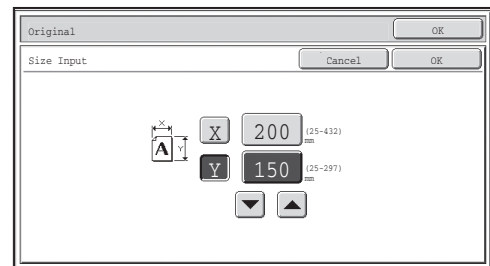 Original OK
Size Input Cancel OK
X
A Y X 200 (25-432)
mm
Y 150 (25-297)
mm